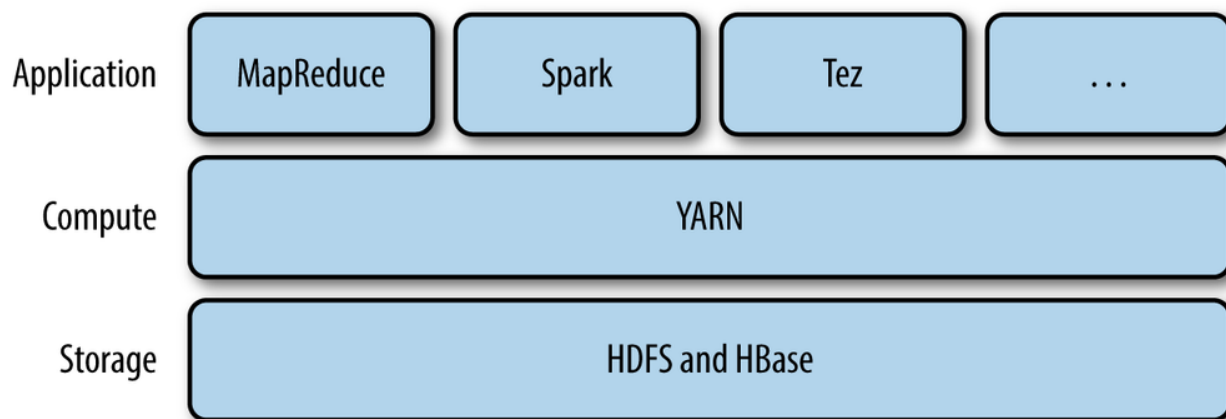 Application MapReduce Spark Tez ...
Compute YARN
Storage HDFS and HBase